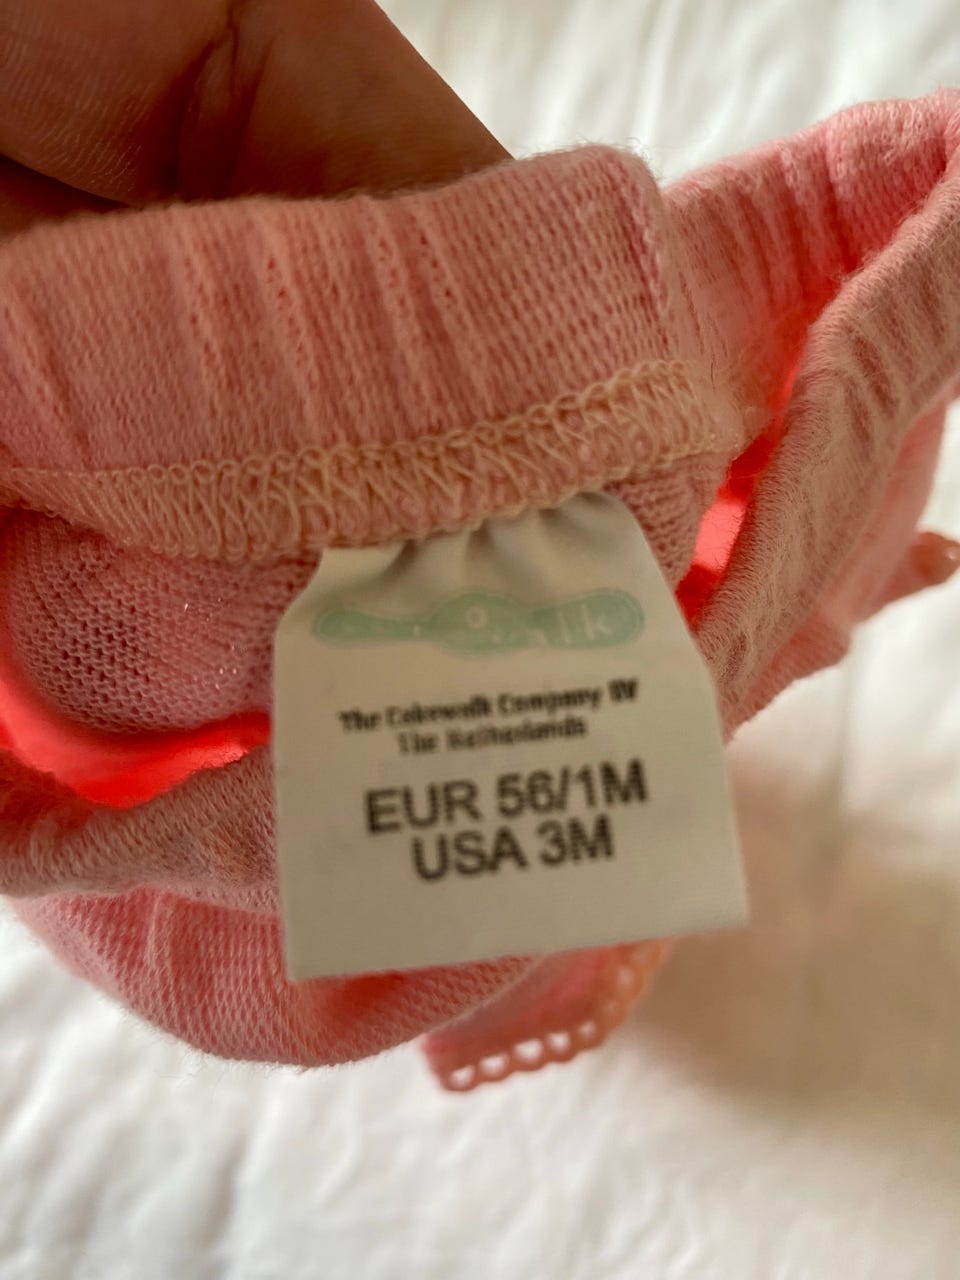 The Cakewalk Company BV
The Netherlands
EUR 56/1M
USA 3M